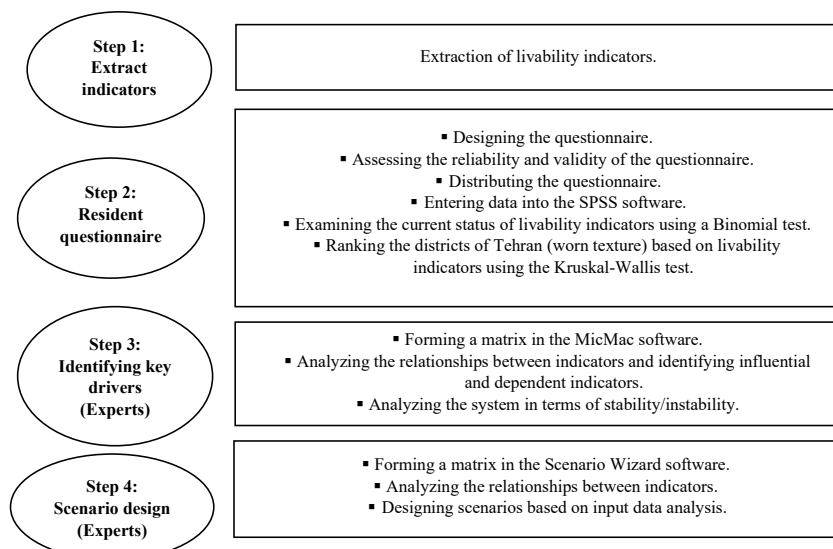 Step 1:
Extract
indicators
Extraction of livability indicators.
Step 2:
Resident
questionnaire
▪ Designing the questionnaire.
▪ Assessing the reliability and validity of the questionnaire.
▪ Distributing the questionnaire.
▪ Entering data into the SPSS software.
▪ Examining the current status of livability indicators using a Binomial test.
▪ Ranking the districts of Tehran (worn texture) based on livability
indicators using the Kruskal-Wallis test.
Step 3:
Identifying key
drivers
(Experts)
▪ Forming a matrix in the MicMac software.
▪ Analyzing the relationships between indicators and identifying influential
and dependent indicators.
▪ Analyzing the system in terms of stability/instability.
Step 4:
Scenario design
(Experts)
▪ Forming a matrix in the Scenario Wizard software.
▪ Analyzing the relationships between indicators.
▪ Designing scenarios based on input data analysis.